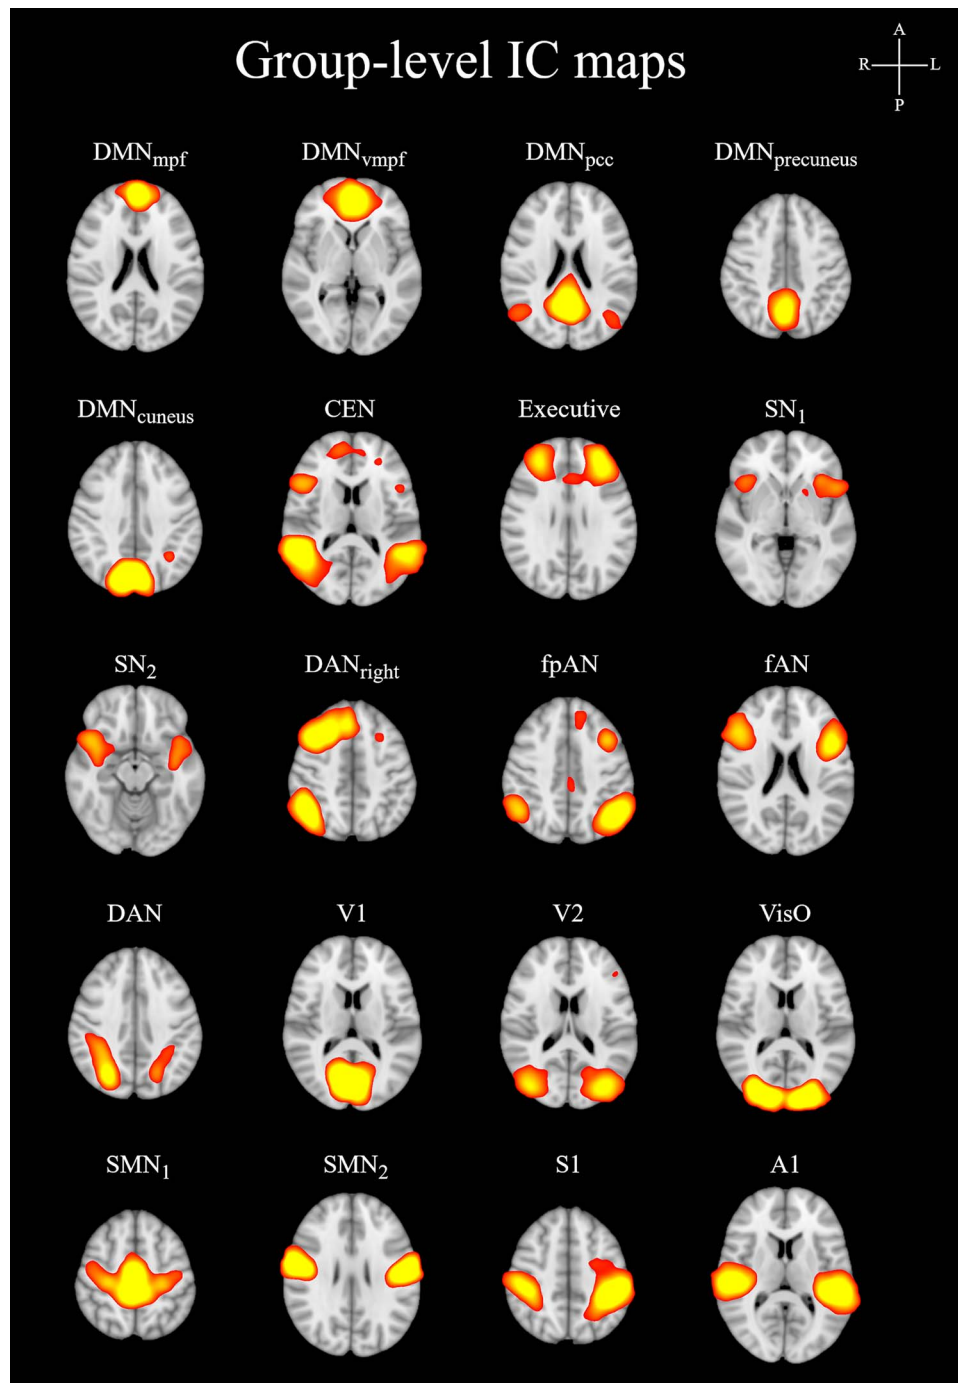 Group-level IC maps
A
R L
P
DMNmpf DMNvmpf DMNpcc DMNprecuneus
DMNcuneus CEN Executive SN1
SN2 DANright fpAN fAN
DAN V1 V2 VisO
SMN1 SMN2 S1 A1